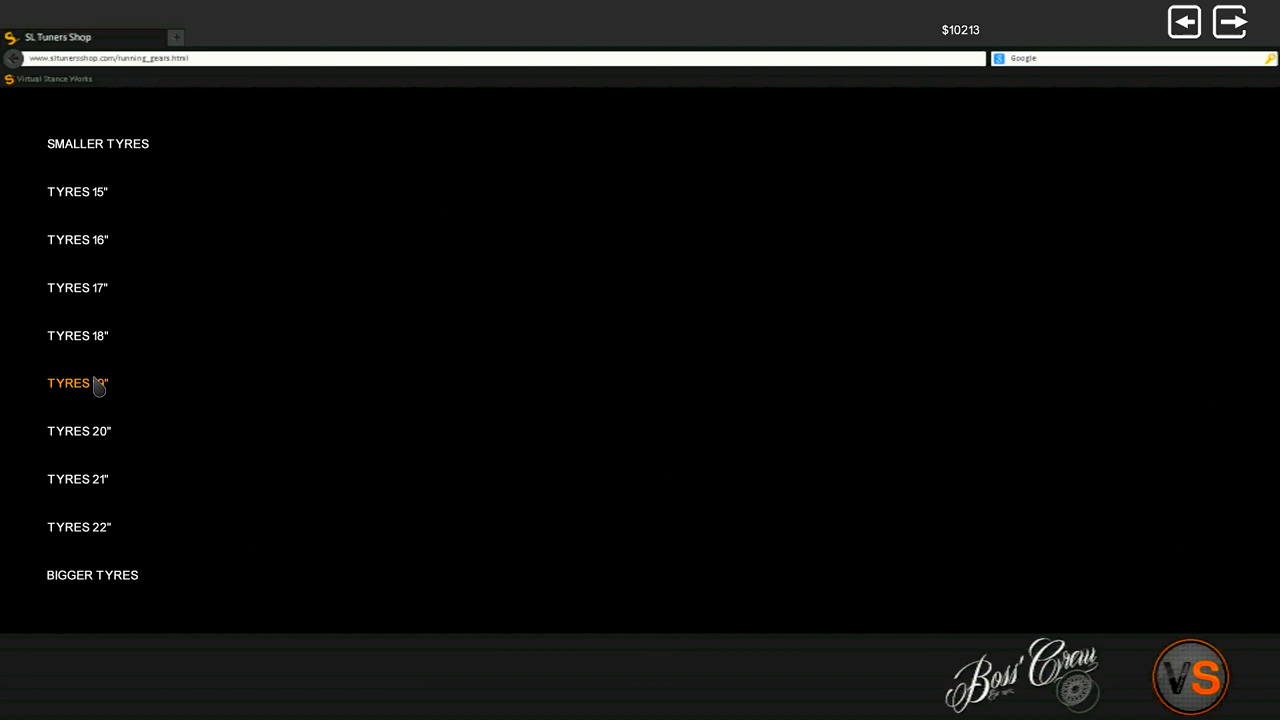 $10213
SL Tuners Shop
www.sltunersshop.com/running_gears.html
Google
Virtual Stance Works
SMALLER TYRES
TYRES 15"
TYRES 16"
TYRES 17"
TYRES 18"
TYRES 19"
TYRES 20"
TYRES 21"
TYRES 22"
BIGGER TYRES
Boss' Crew
VS